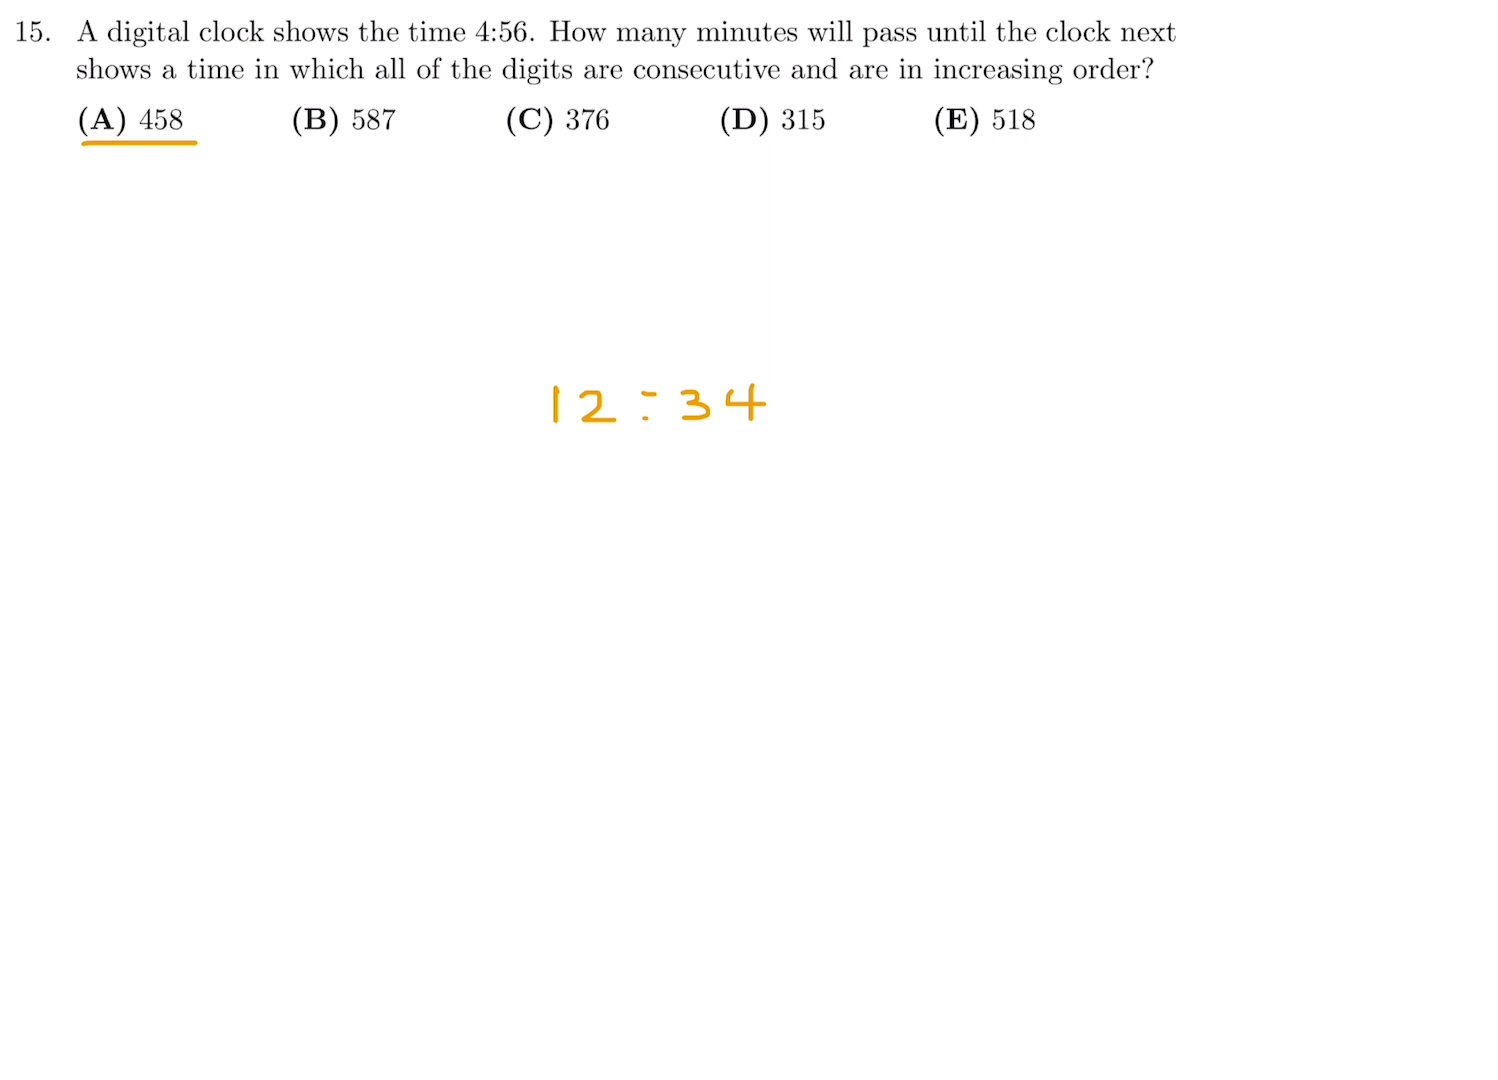 15. A digital clock shows the time 4:56. How many minutes will pass until the clock next
shows a time in which all of the digits are consecutive and are in increasing order?
(A) 458 (B) 587 (C) 376 (D) 315 (E) 518
12:34